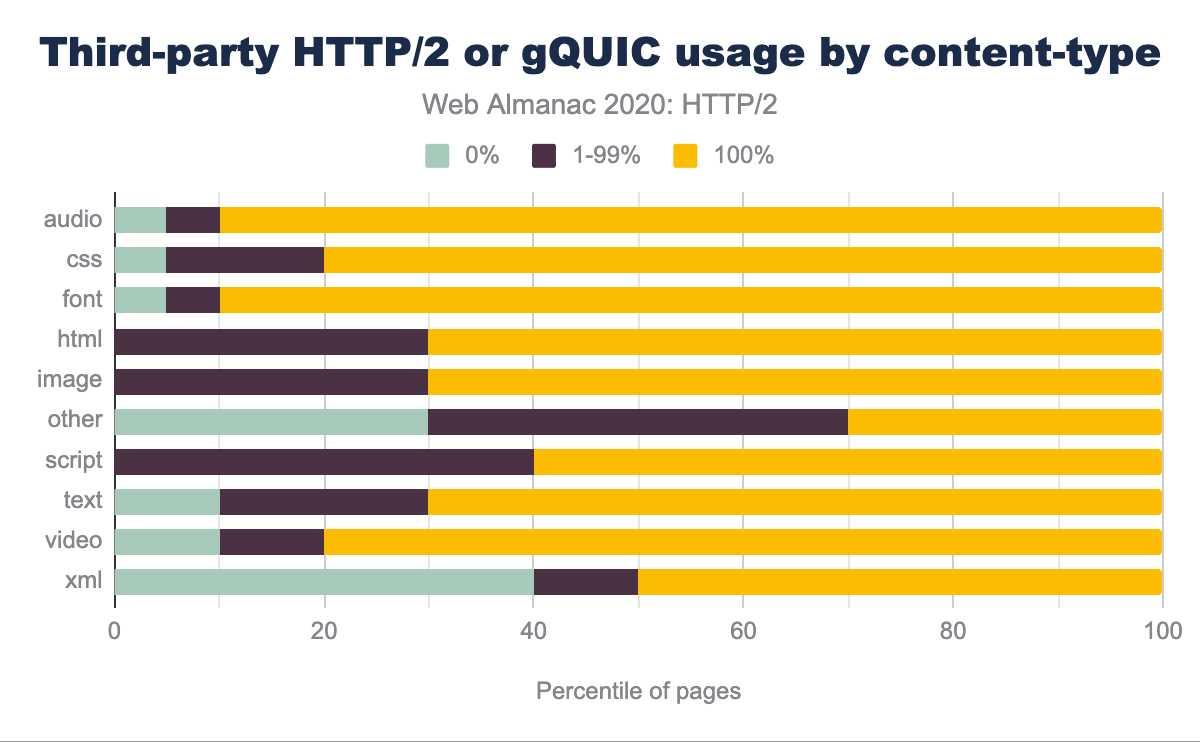 Third-party HTTP/2 or gQUIC usage by content-type
Web Almanac 2020: HTTP/2
0% 1-99% 100%
audio
css
font
html
image
other
script
text
video
xml
0 20 40 60 80 100
Percentile of pages